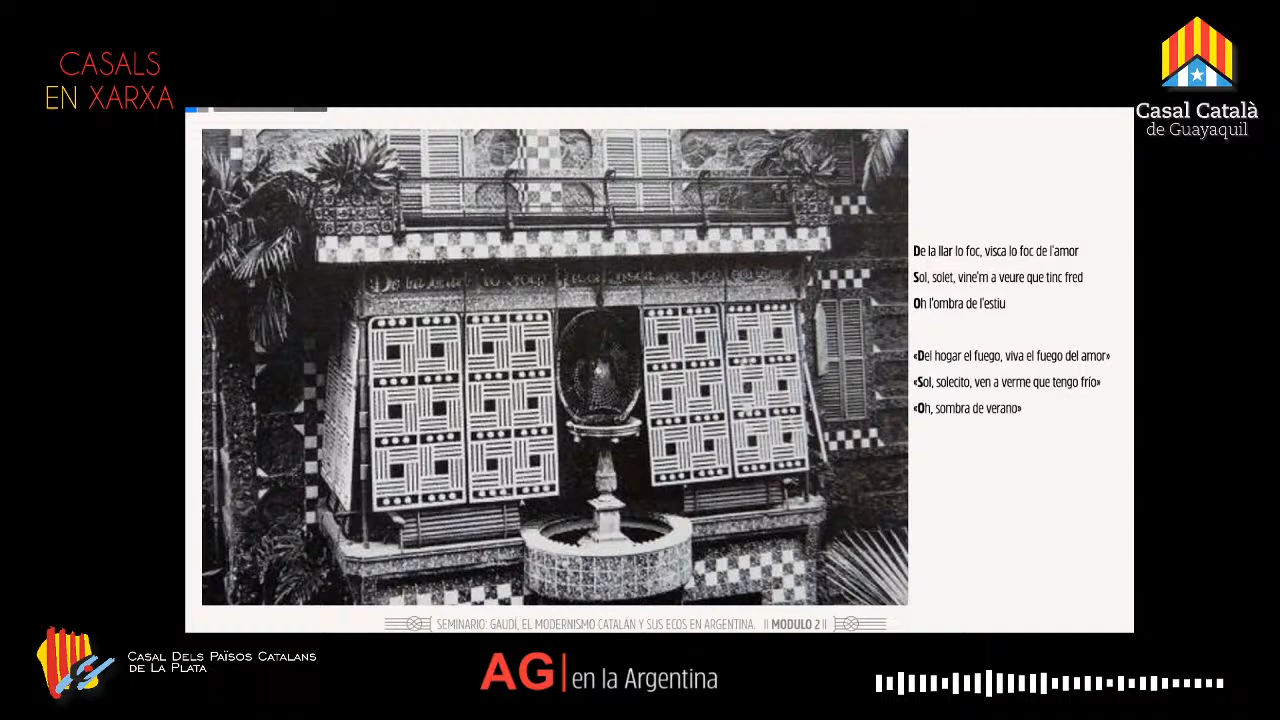 CASALS
EN XARXA
Casal Català
de Guayaquil
De la llar lo foc, visca lo foc de l'amor
Sol, solet, vine'm a veure que tinc fred
Oh l'ombra de l'estiu
«Del hogar el fuego, viva el fuego del amor»
«Sol, solecito, ven a verme que tengo frío»
«Oh, sombra de verano»
SEMINARIO: GAUDÍ, EL MODERNISMO CATALAN Y SUS ECOS EN ARGENTINA. II MODULO 2 II
CASAL DELS PAÏSOS CATALANS
DE LA PLATA
AG en la Argentina